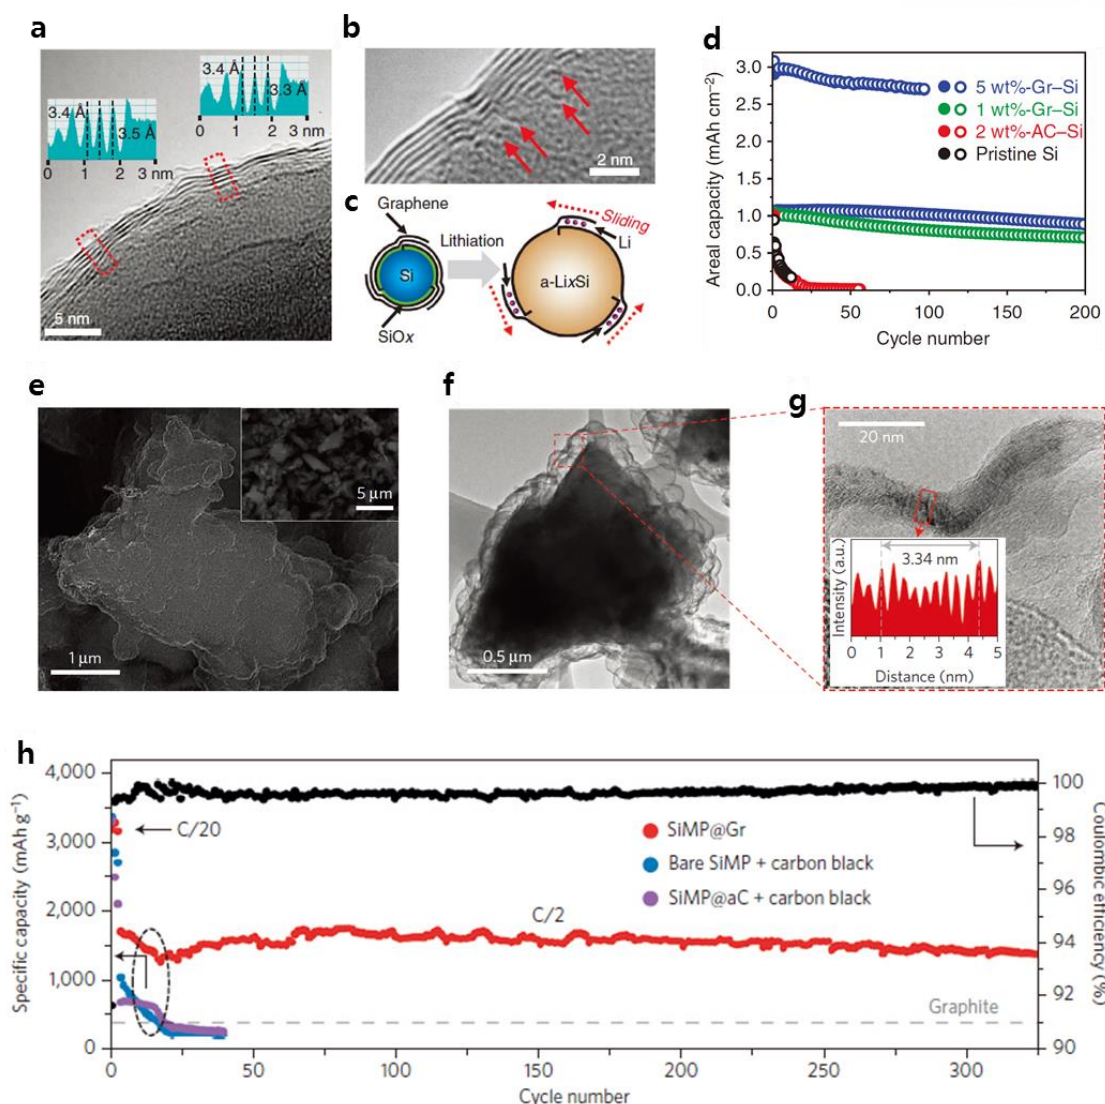 a
3.4 Å
3.3 Å
0 1 2 3 nm
3.4 Å
3.5 Å
0 1 2 3 nm
5 nm
b
2 nm
c
Graphene
Lithiation
Si
SiOx
Sliding
Li
a-LixSi
d
Areal capacity (mAh cm⁻²)
3.0
2.5
2.0
1.5
1.0
0.5
0.0
5 wt%-Gr–Si
1 wt%-Gr–Si
2 wt%-AC–Si
Pristine Si
0 50 100 150 200
Cycle number
e
5 μm
1 μm
f
0.5 μm
g
20 nm
3.34 nm
Intensity (a.u.)
0 1 2 3 4 5
Distance (nm)
h
Specific capacity (mAh g⁻¹)
4,000
3,000
2,000
1,000
0
C/20
SiMP@Gr
Bare SiMP + carbon black
SiMP@aC + carbon black
C/2
Graphite
100
98
96
94
92
90
Coulombic efficiency (%)
0 50 100 150 200 250 300
Cycle number